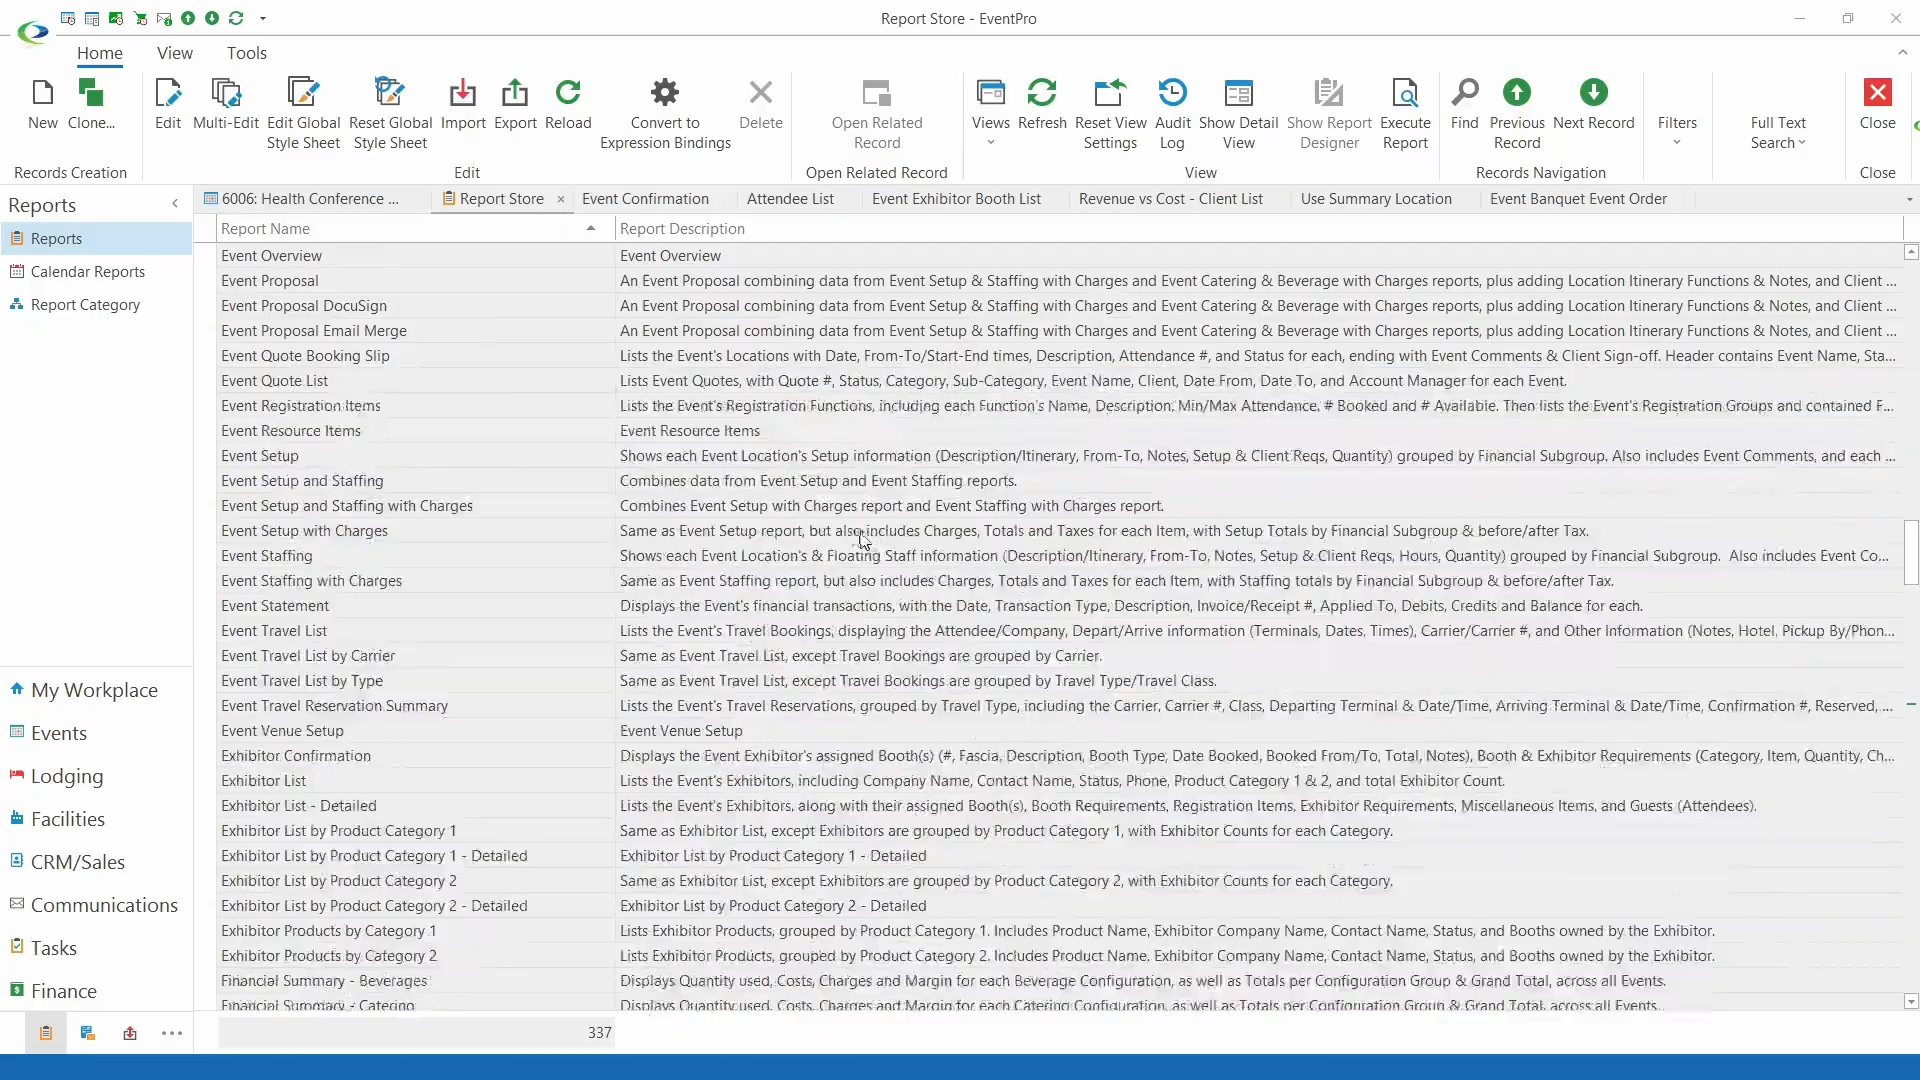 Report Store - EventPro
Home View Tools
New Clone... Edit Multi-Edit Edit Global Style Sheet Reset Global Style Sheet Import Export Reload Convert to Expression Bindings Delete Open Related Record Views Refresh Reset View Settings Audit Log Show Detail View Show Report Designer Execute Report Find Previous Record Next Record Filters Full Text Search Close
Records Creation Edit Open Related Record View Records Navigation Close
Reports
Reports
Calendar Reports
Report Category
My Workplace
Events
Lodging
Facilities
CRM/Sales
Communications
Tasks
Finance
6006: Health Conference ... Report Store Event Confirmation Attendee List Event Exhibitor Booth List Revenue vs Cost - Client List Use Summary Location Event Banquet Event Order
Report Name Report Description
Event Overview Event Overview
Event Proposal An Event Proposal combining data from Event Setup & Staffing with Charges and Event Catering & Beverage with Charges reports, plus adding Location Itinerary Functions & Notes, and Client ...
Event Proposal DocuSign An Event Proposal combining data from Event Setup & Staffing with Charges and Event Catering & Beverage with Charges reports, plus adding Location Itinerary Functions & Notes, and Client ...
Event Proposal Email Merge An Event Proposal combining data from Event Setup & Staffing with Charges and Event Catering & Beverage with Charges reports, plus adding Location Itinerary Functions & Notes, and Client ...
Event Quote Booking Slip Lists the Event's Locations with Date, From-To/Start-End times, Description, Attendance #, and Status for each, ending with Event Comments & Client Sign-off. Header contains Event Name, Sta...
Event Quote List Lists Event Quotes, with Quote #, Status, Category, Sub-Category, Event Name, Client, Date From, Date To, and Account Manager for each Event.
Event Registration Items Lists the Event's Registration Functions, including each Function's Name, Description, Min/Max Attendance, # Booked and # Available. Then lists the Event's Registration Groups and contained F...
Event Resource Items Event Resource Items
Event Setup Shows each Event Location's Setup information (Description/Itinerary, From-To, Notes, Setup & Client Reqs, Quantity) grouped by Financial Subgroup. Also includes Event Comments, and each ...
Event Setup and Staffing Combines data from Event Setup and Event Staffing reports.
Event Setup and Staffing with Charges Combines Event Setup with Charges report and Event Staffing with Charges report.
Event Setup with Charges Same as Event Setup report, but also includes Charges, Totals and Taxes for each Item, with Setup Totals by Financial Subgroup & before/after Tax.
Event Staffing Shows each Event Location's & Floating Staff information (Description/Itinerary, From-To, Notes, Setup & Client Reqs, Hours, Quantity) grouped by Financial Subgroup. Also includes Event Co...
Event Staffing with Charges Same as Event Staffing report, but also includes Charges, Totals and Taxes for each Item, with Staffing totals by Financial Subgroup & before/after Tax.
Event Statement Displays the Event's financial transactions, with the Date, Transaction Type, Description, Invoice/Receipt #, Applied To, Debits, Credits and Balance for each.
Event Travel List Lists the Event's Travel Bookings, displaying the Attendee/Company, Depart/Arrive information (Terminals, Dates, Times), Carrier/Carrier #, and Other Information (Notes, Hotel, Pickup By/Phon...
Event Travel List by Carrier Same as Event Travel List, except Travel Bookings are grouped by Carrier.
Event Travel List by Type Same as Event Travel List, except Travel Bookings are grouped by Travel Type/Travel Class.
Event Travel Reservation Summary Lists the Event's Travel Reservations, grouped by Travel Type, including the Carrier, Carrier #, Class, Departing Terminal & Date/Time, Arriving Terminal & Date/Time, Confirmation #, Reserved, ...
Event Venue Setup Event Venue Setup
Exhibitor Confirmation Displays the Event Exhibitor's assigned Booth(s) (#, Fascia, Description, Booth Type, Date Booked, Booked From/To, Total, Notes), Booth & Exhibitor Requirements (Category, Item, Quantity, Ch...
Exhibitor List Lists the Event's Exhibitors, including Company Name, Contact Name, Status, Phone, Product Category 1 & 2, and total Exhibitor Count.
Exhibitor List - Detailed Lists the Event's Exhibitors, along with their assigned Booth(s), Booth Requirements, Registration Items, Exhibitor Requirements, Miscellaneous Items, and Guests (Attendees).
Exhibitor List by Product Category 1 Same as Exhibitor List, except Exhibitors are grouped by Product Category 1, with Exhibitor Counts for each Category.
Exhibitor List by Product Category 1 - Detailed Exhibitor List by Product Category 1 - Detailed
Exhibitor List by Product Category 2 Same as Exhibitor List, except Exhibitors are grouped by Product Category 2, with Exhibitor Counts for each Category.
Exhibitor List by Product Category 2 - Detailed Exhibitor List by Product Category 2 - Detailed
Exhibitor Products by Category 1 Lists Exhibitor Products, grouped by Product Category 1. Includes Product Name, Exhibitor Company Name, Contact Name, Status, and Booths owned by the Exhibitor.
Exhibitor Products by Category 2 Lists Exhibitor Products, grouped by Product Category 2. Includes Product Name, Exhibitor Company Name, Contact Name, Status, and Booths owned by the Exhibitor.
Financial Summary - Beverages Displays Quantity used, Costs, Charges and Margin for each Beverage Configuration, as well as Totals per Configuration Group & Grand Total, across all Events.
Financial Summary - Catering Displays Quantity used, Costs, Charges and Margin for each Catering Configuration, as well as Totals per Configuration Group & Grand Total, across all Events.
337